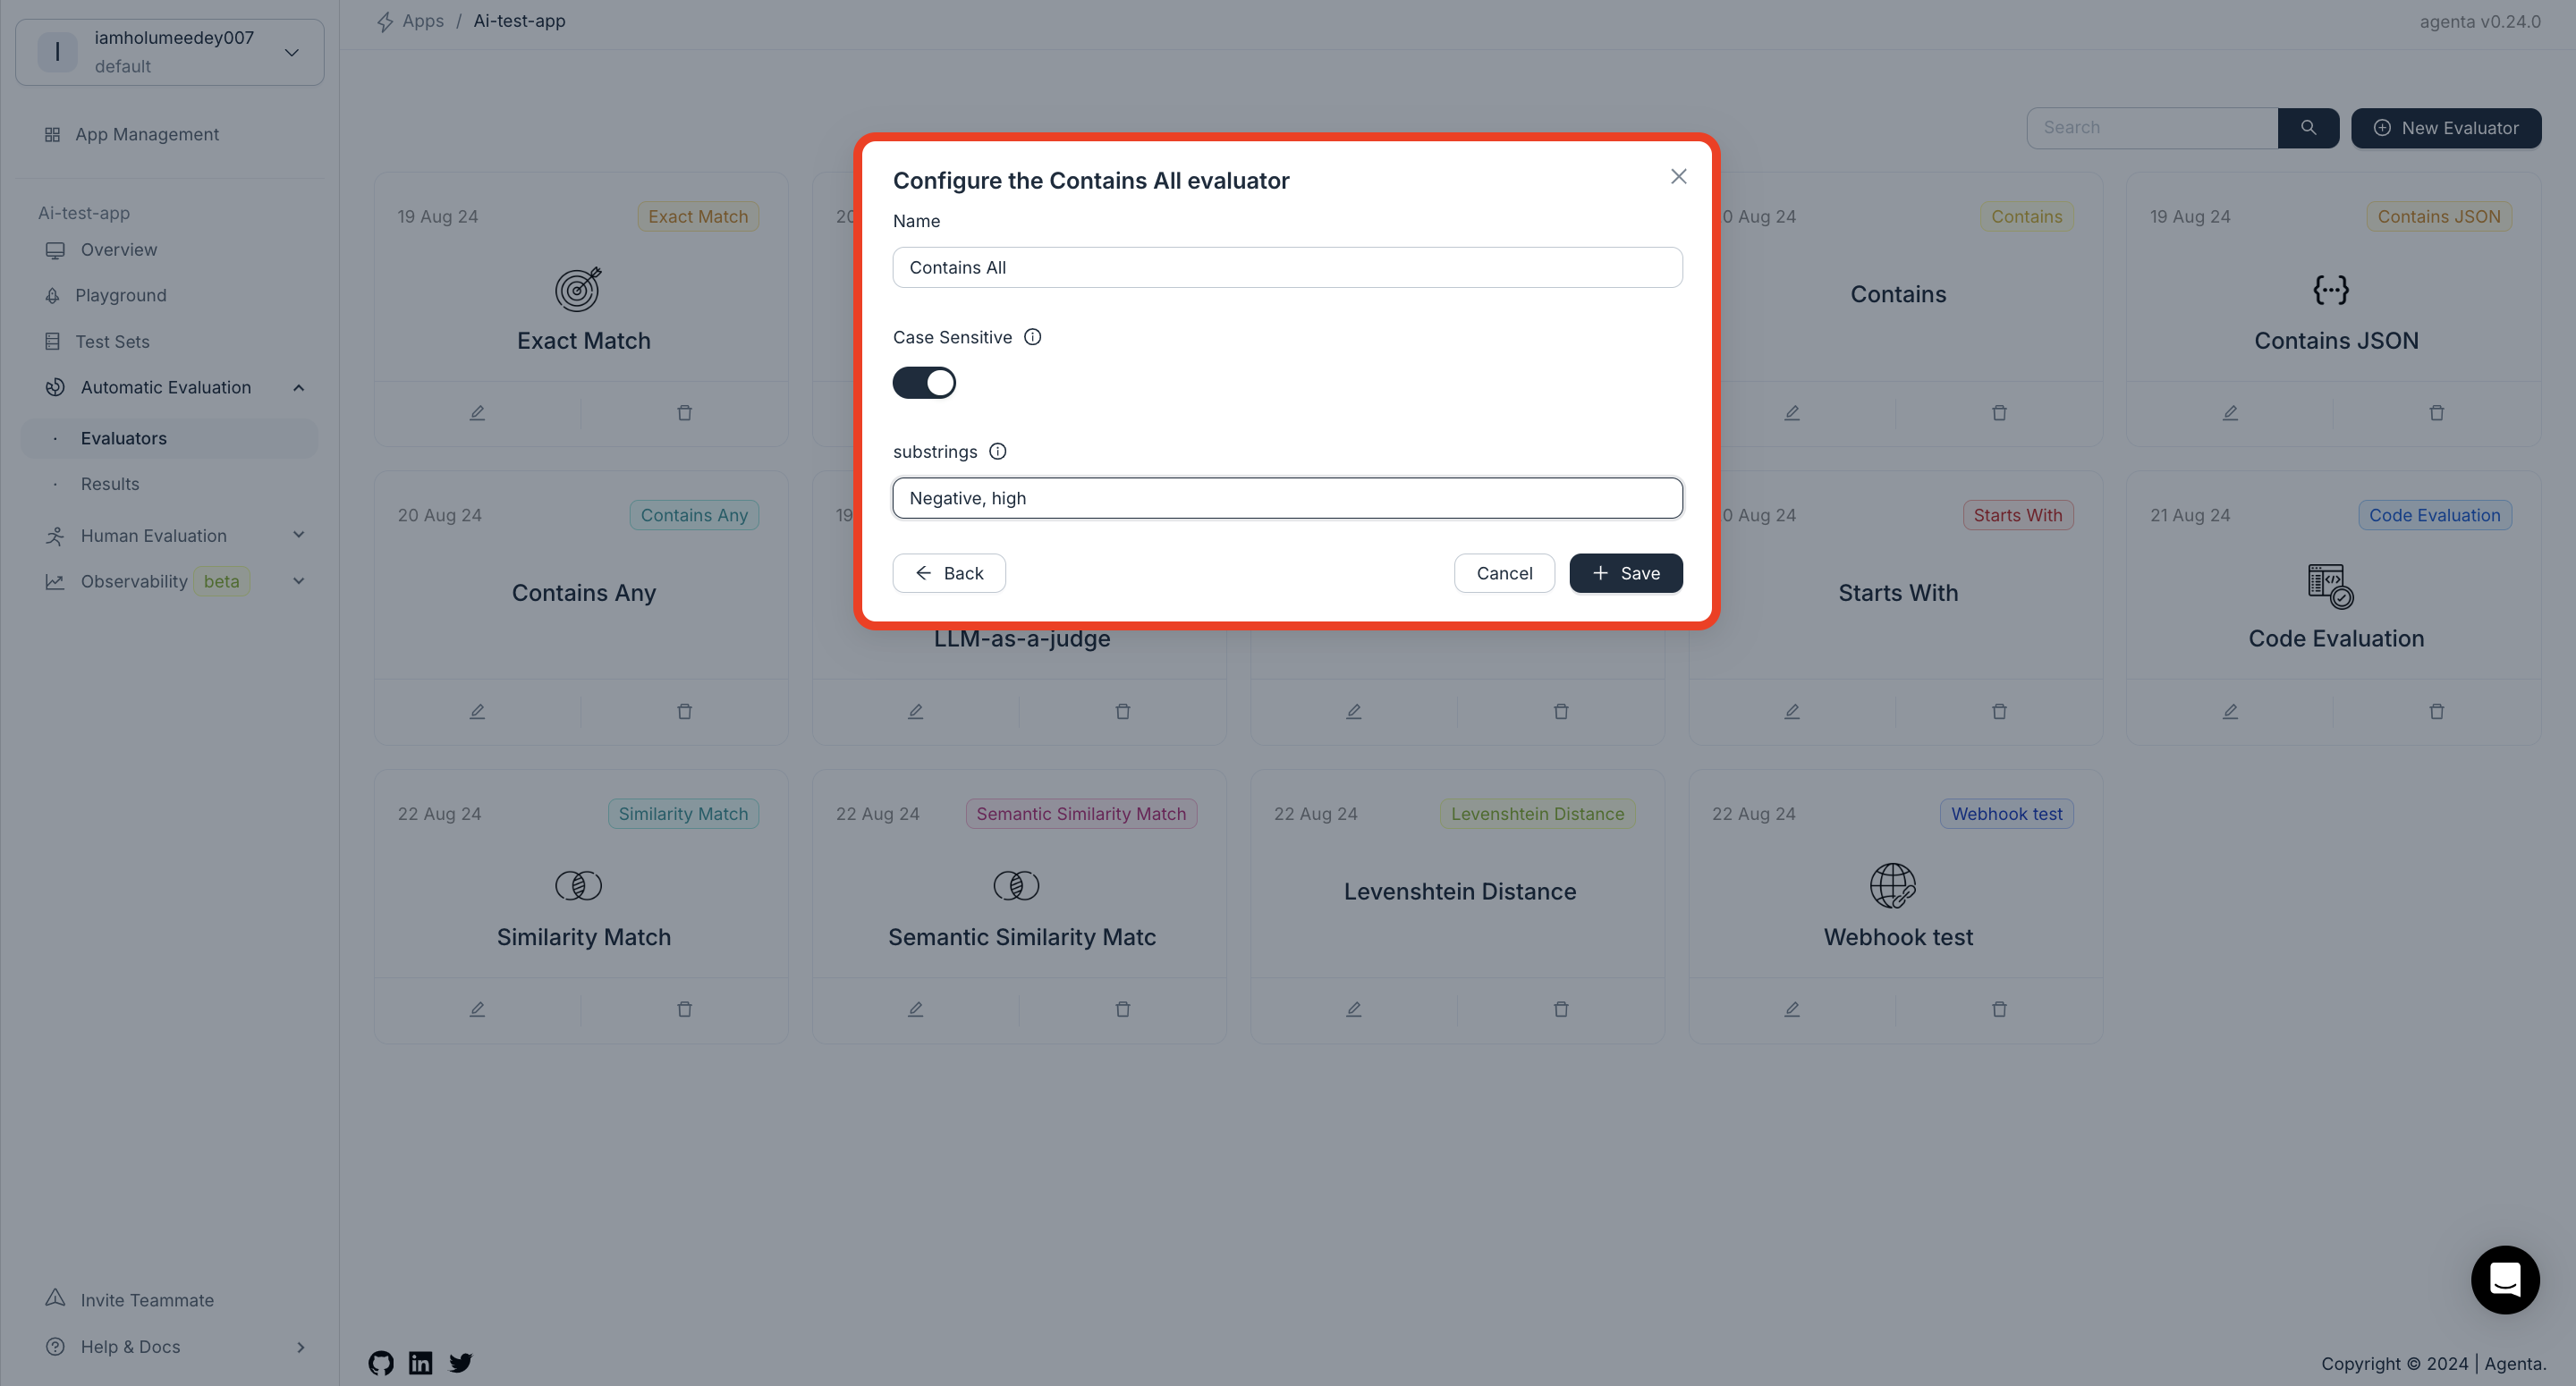 I
iamholumeedey007
default
App Management
Ai-test-app
Overview
Playground
Test Sets
Automatic Evaluation
· Evaluators
· Results
Human Evaluation
Observability beta
Invite Teammate
Help & Docs
Apps / Ai-test-app
agenta v0.24.0
Search
New Evaluator
Configure the Contains All evaluator
Name
Contains All
Case Sensitive
substrings
Negative, high
Back
Cancel
Save
19 Aug 24 Exact Match
Exact Match
20
0 Aug 24 Contains
Contains
19 Aug 24 Contains JSON
Contains JSON
20 Aug 24 Contains Any
Contains Any
19
LLM-as-a-judge
0 Aug 24 Starts With
Starts With
21 Aug 24 Code Evaluation
Code Evaluation
22 Aug 24 Similarity Match
Similarity Match
22 Aug 24 Semantic Similarity Match
Semantic Similarity Matc
22 Aug 24 Levenshtein Distance
Levenshtein Distance
22 Aug 24 Webhook test
Webhook test
Copyright © 2024 | Agenta.